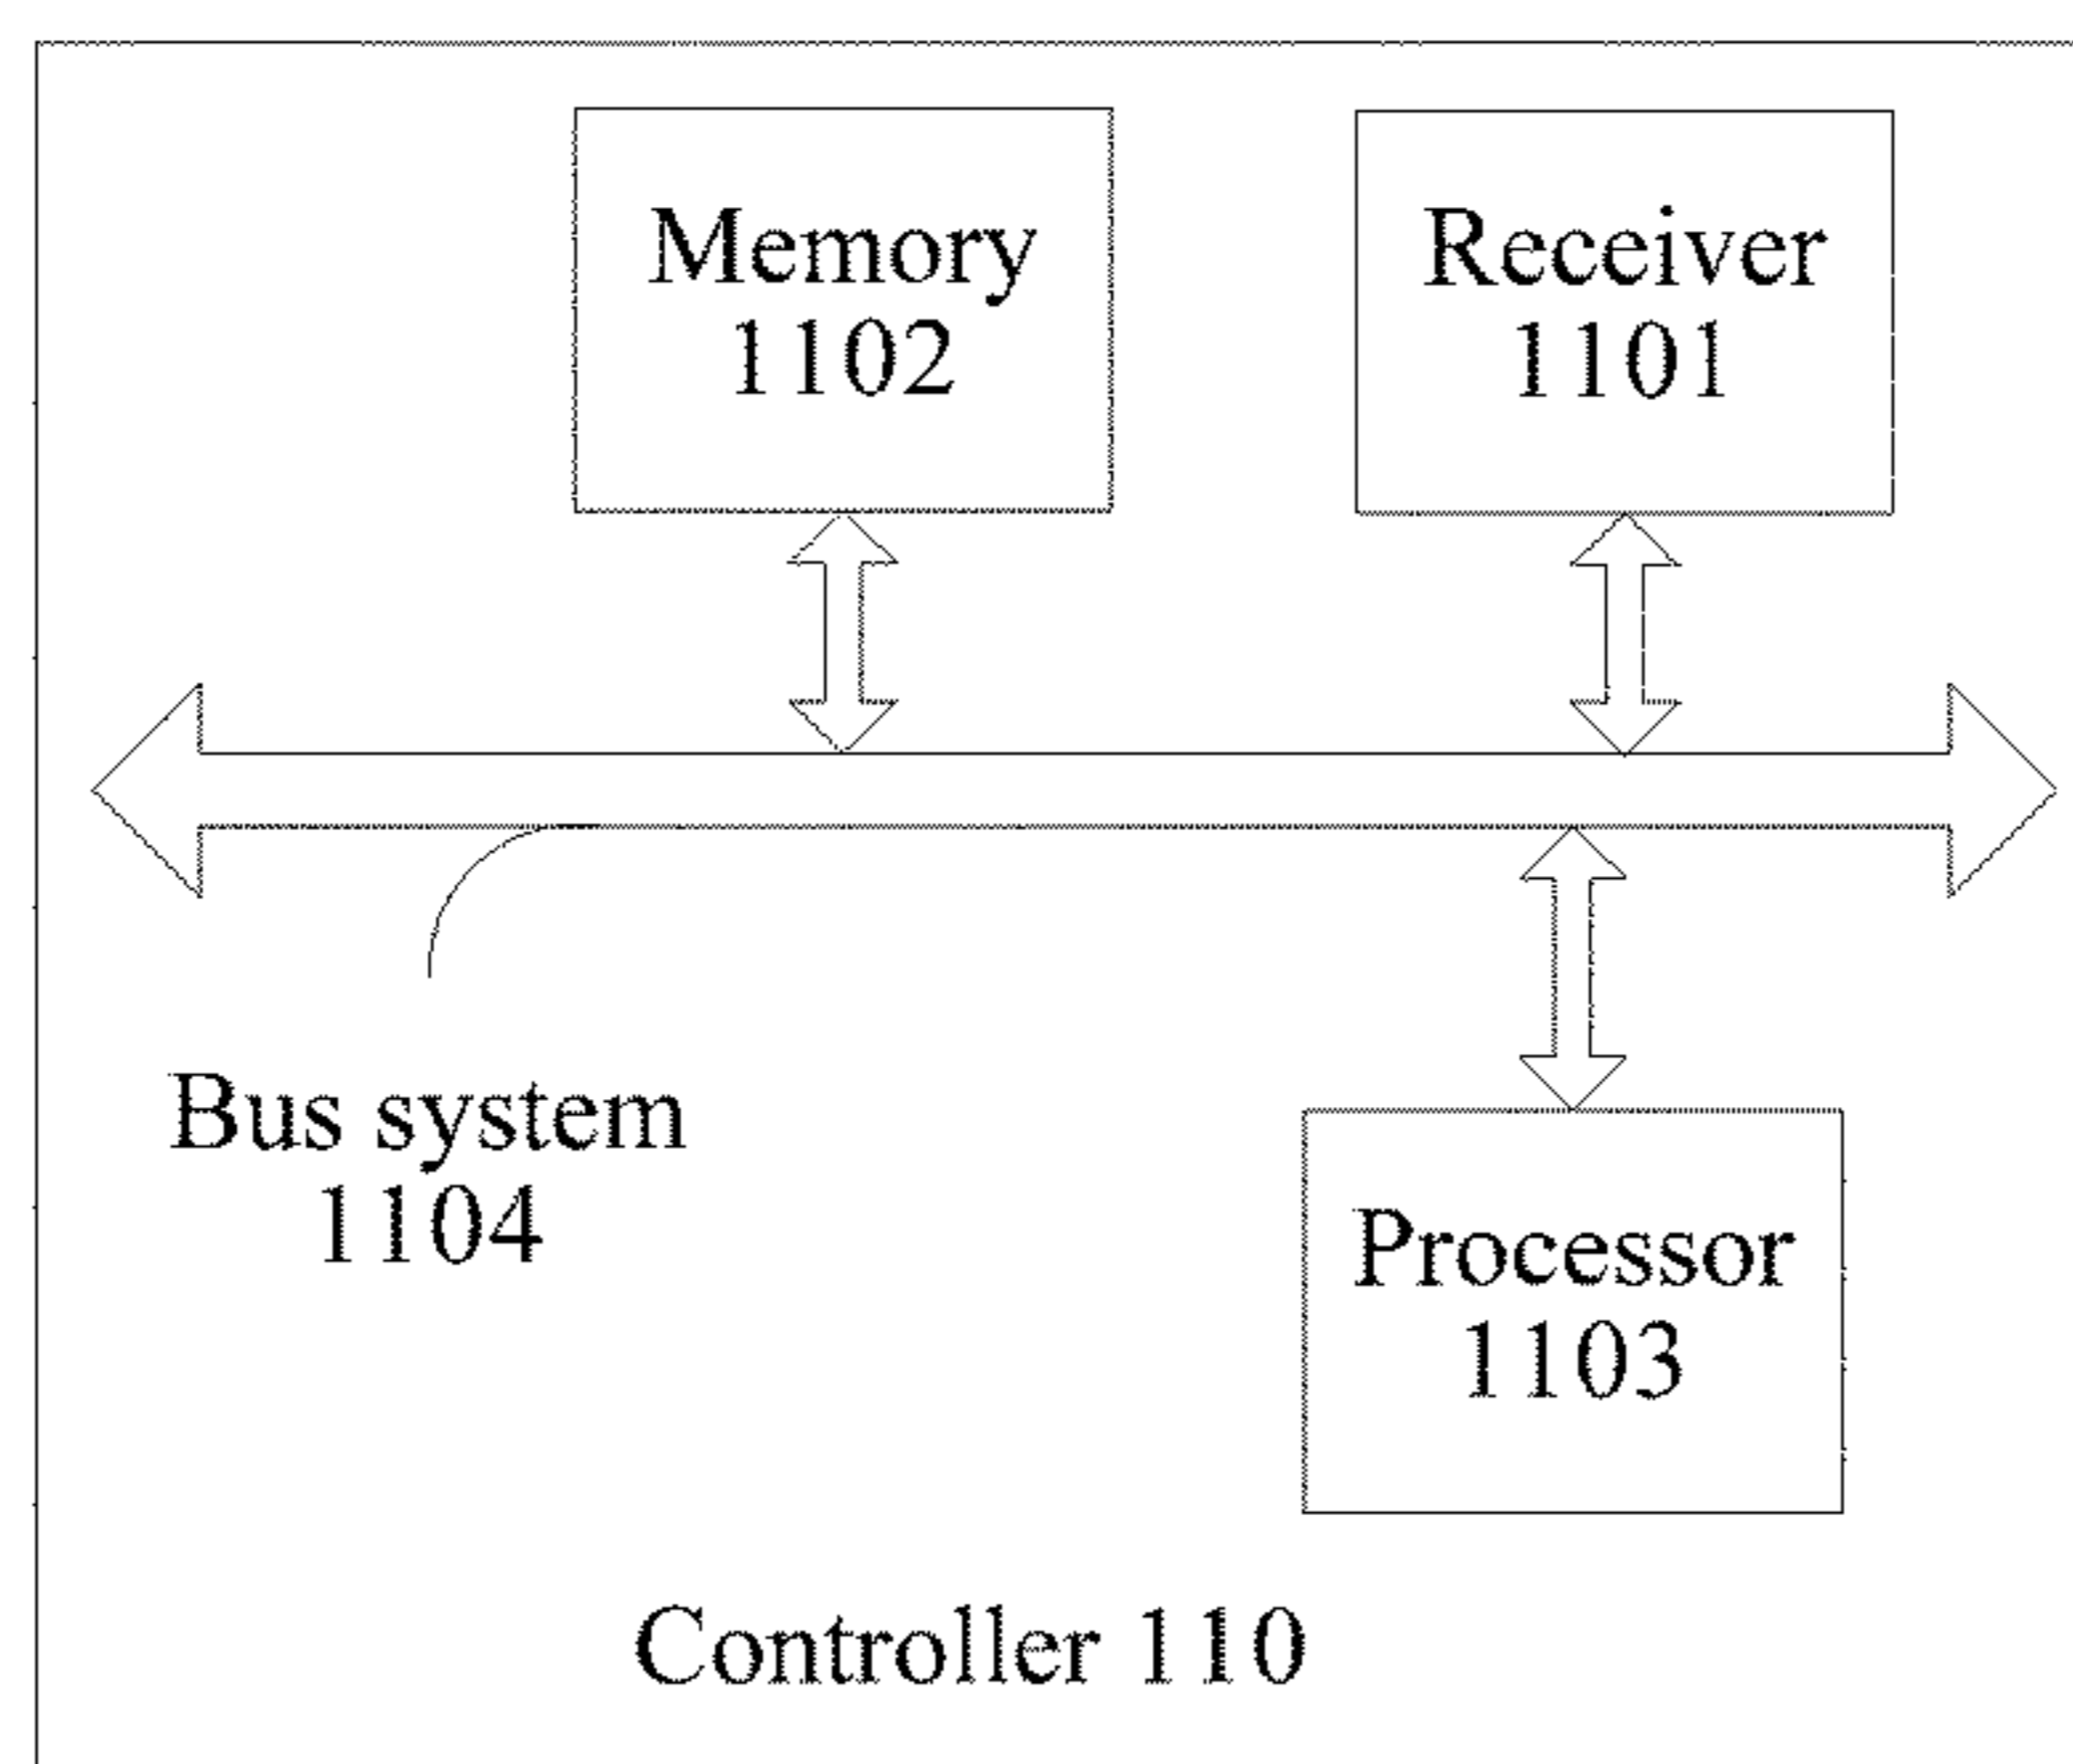 Memory
1102
Receiver
1101
Bus system
1104
Processor
1103
Controller 110